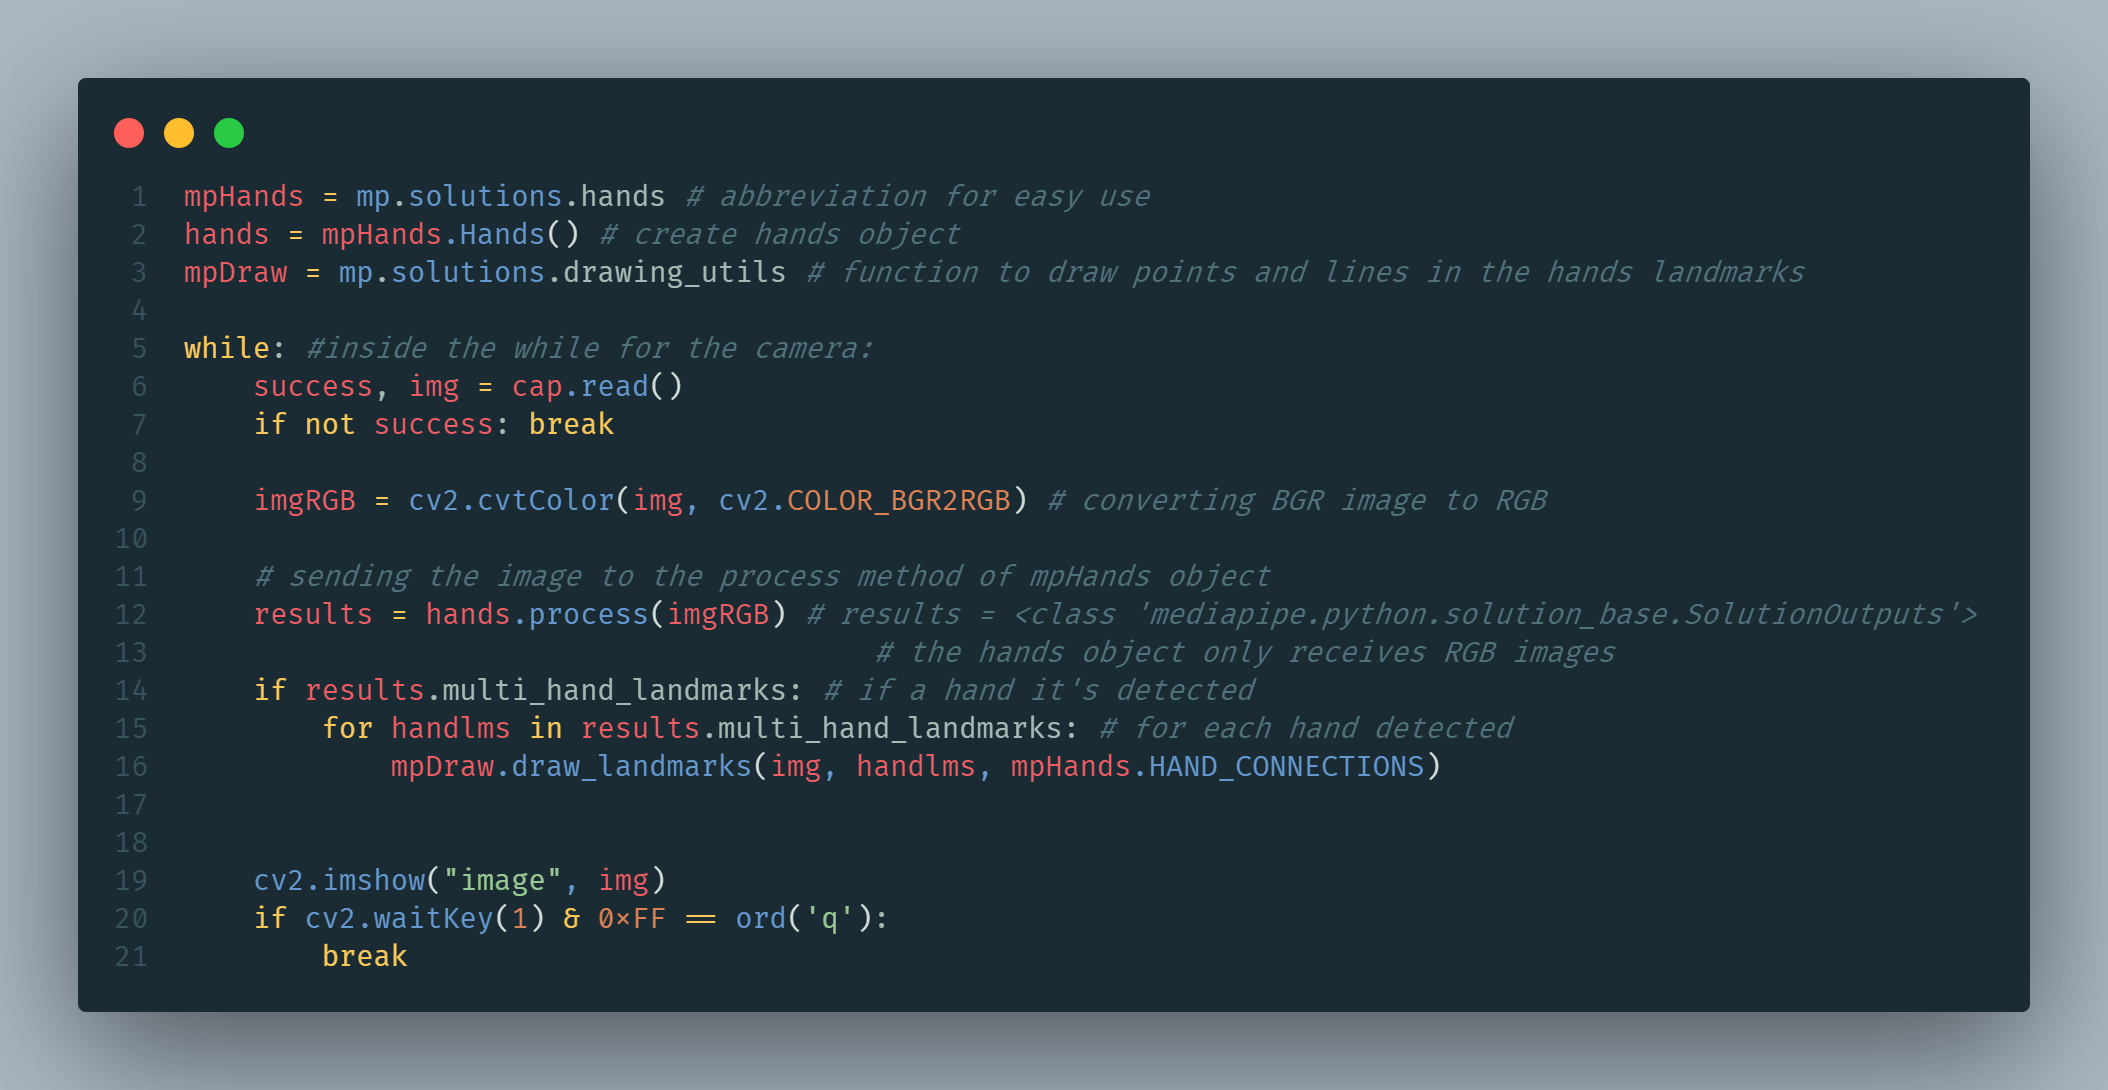 1 mpHands = mp.solutions.hands # abbreviation for easy use
2 hands = mpHands.Hands() # create hands object
3 mpDraw = mp.solutions.drawing_utils # function to draw points and lines in the hands landmarks
4
5 while: #inside the while for the camera:
6     success, img = cap.read()
7     if not success: break
8
9     imgRGB = cv2.cvtColor(img, cv2.COLOR_BGR2RGB) # converting BGR image to RGB
10
11     # sending the image to the process method of mpHands object
12     results = hands.process(imgRGB) # results = <class 'mediapipe.python.solution_base.SolutionOutputs'>
13                                         # the hands object only receives RGB images
14     if results.multi_hand_landmarks: # if a hand it's detected
15         for handlms in results.multi_hand_landmarks: # for each hand detected
16             mpDraw.draw_landmarks(img, handlms, mpHands.HAND_CONNECTIONS)
17
18
19     cv2.imshow("image", img)
20     if cv2.waitKey(1) & 0xFF == ord('q'):
21         break